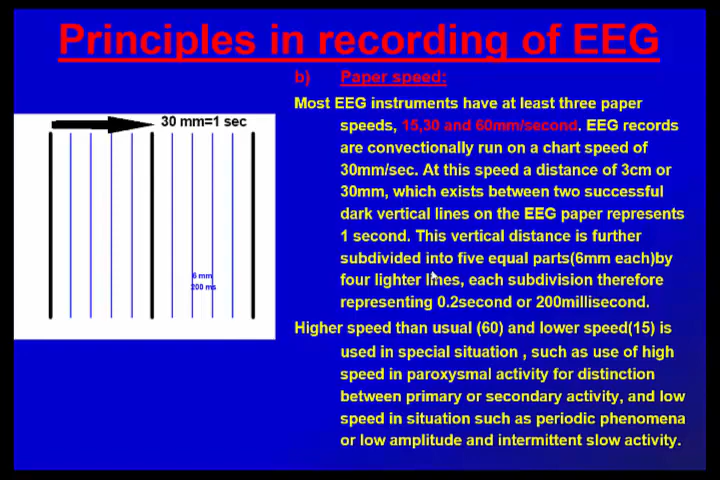 Principles in recording of EEG
b) Paper speed:
30 mm=1 sec
6 mm
200 ms
Most EEG instruments have at least three paper
speeds, 15,30 and 60mm/second. EEG records
are convectionally run on a chart speed of
30mm/sec. At this speed a distance of 3cm or
30mm, which exists between two successful
dark vertical lines on the EEG paper represents
1 second. This vertical distance is further
subdivided into five equal parts(6mm each)by
four lighter lines, each subdivision therefore
representing 0.2second or 200millisecond.
Higher speed than usual (60) and lower speed(15) is
used in special situation , such as use of high
speed in paroxysmal activity for distinction
between primary or secondary activity, and low
speed in situation such as periodic phenomena
or low amplitude and intermittent slow activity.